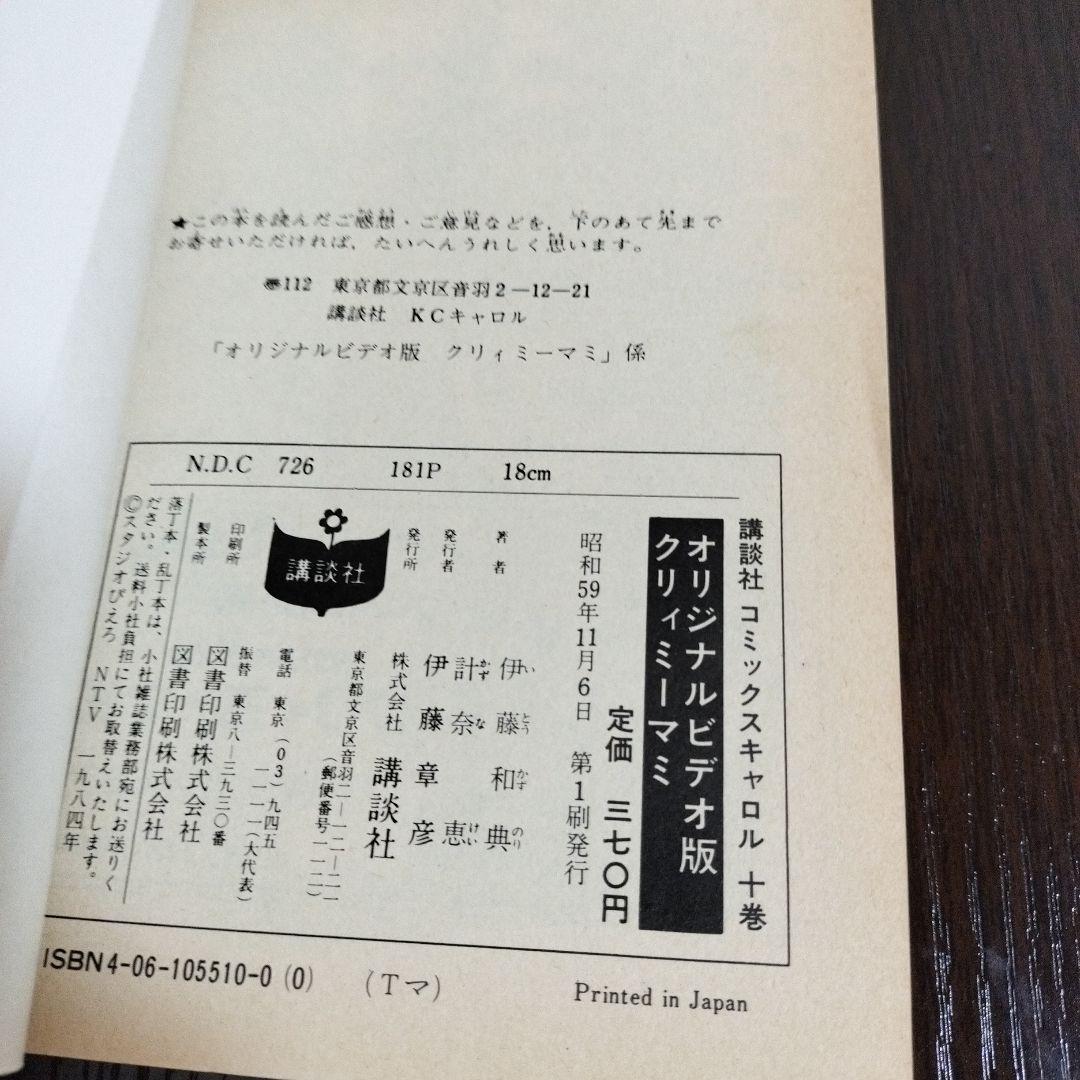 ★この本を読んだご感想・ご意見などを，下のあて先まで
お寄せいただければ，たいへんうれしく思います。
〠112 東京都文京区音羽2―12―21
講談社 KCキャロル
「オリジナルビデオ版 クリィミーマミ」係
N.D.C 726 181P 18cm
講談社 コミックスキャロル 十巻
オリジナルビデオ版
クリィミーマミ
定価 三七〇円
昭和59年11月6日 第1刷発行
著者 伊藤和典
計奈恵
発行者 伊藤章彦
発行所 株式会社 講談社
東京都文京区音羽二―一二―二一
(郵便番号一一二)
電話 東京(03)九四五
一一一一(大代表)
振替 東京八―三九三〇番
講談社
印刷所 図書印刷株式会社
製本所 図書印刷株式会社
落丁本・乱丁本は、小社雑誌業務部宛にお送りく
ださい。送料小社負担にてお取替えいたします。
©スタジオぴえろ NTV 一九八四年
ISBN4-06-105510-0 (0) (Tマ) Printed in Japan